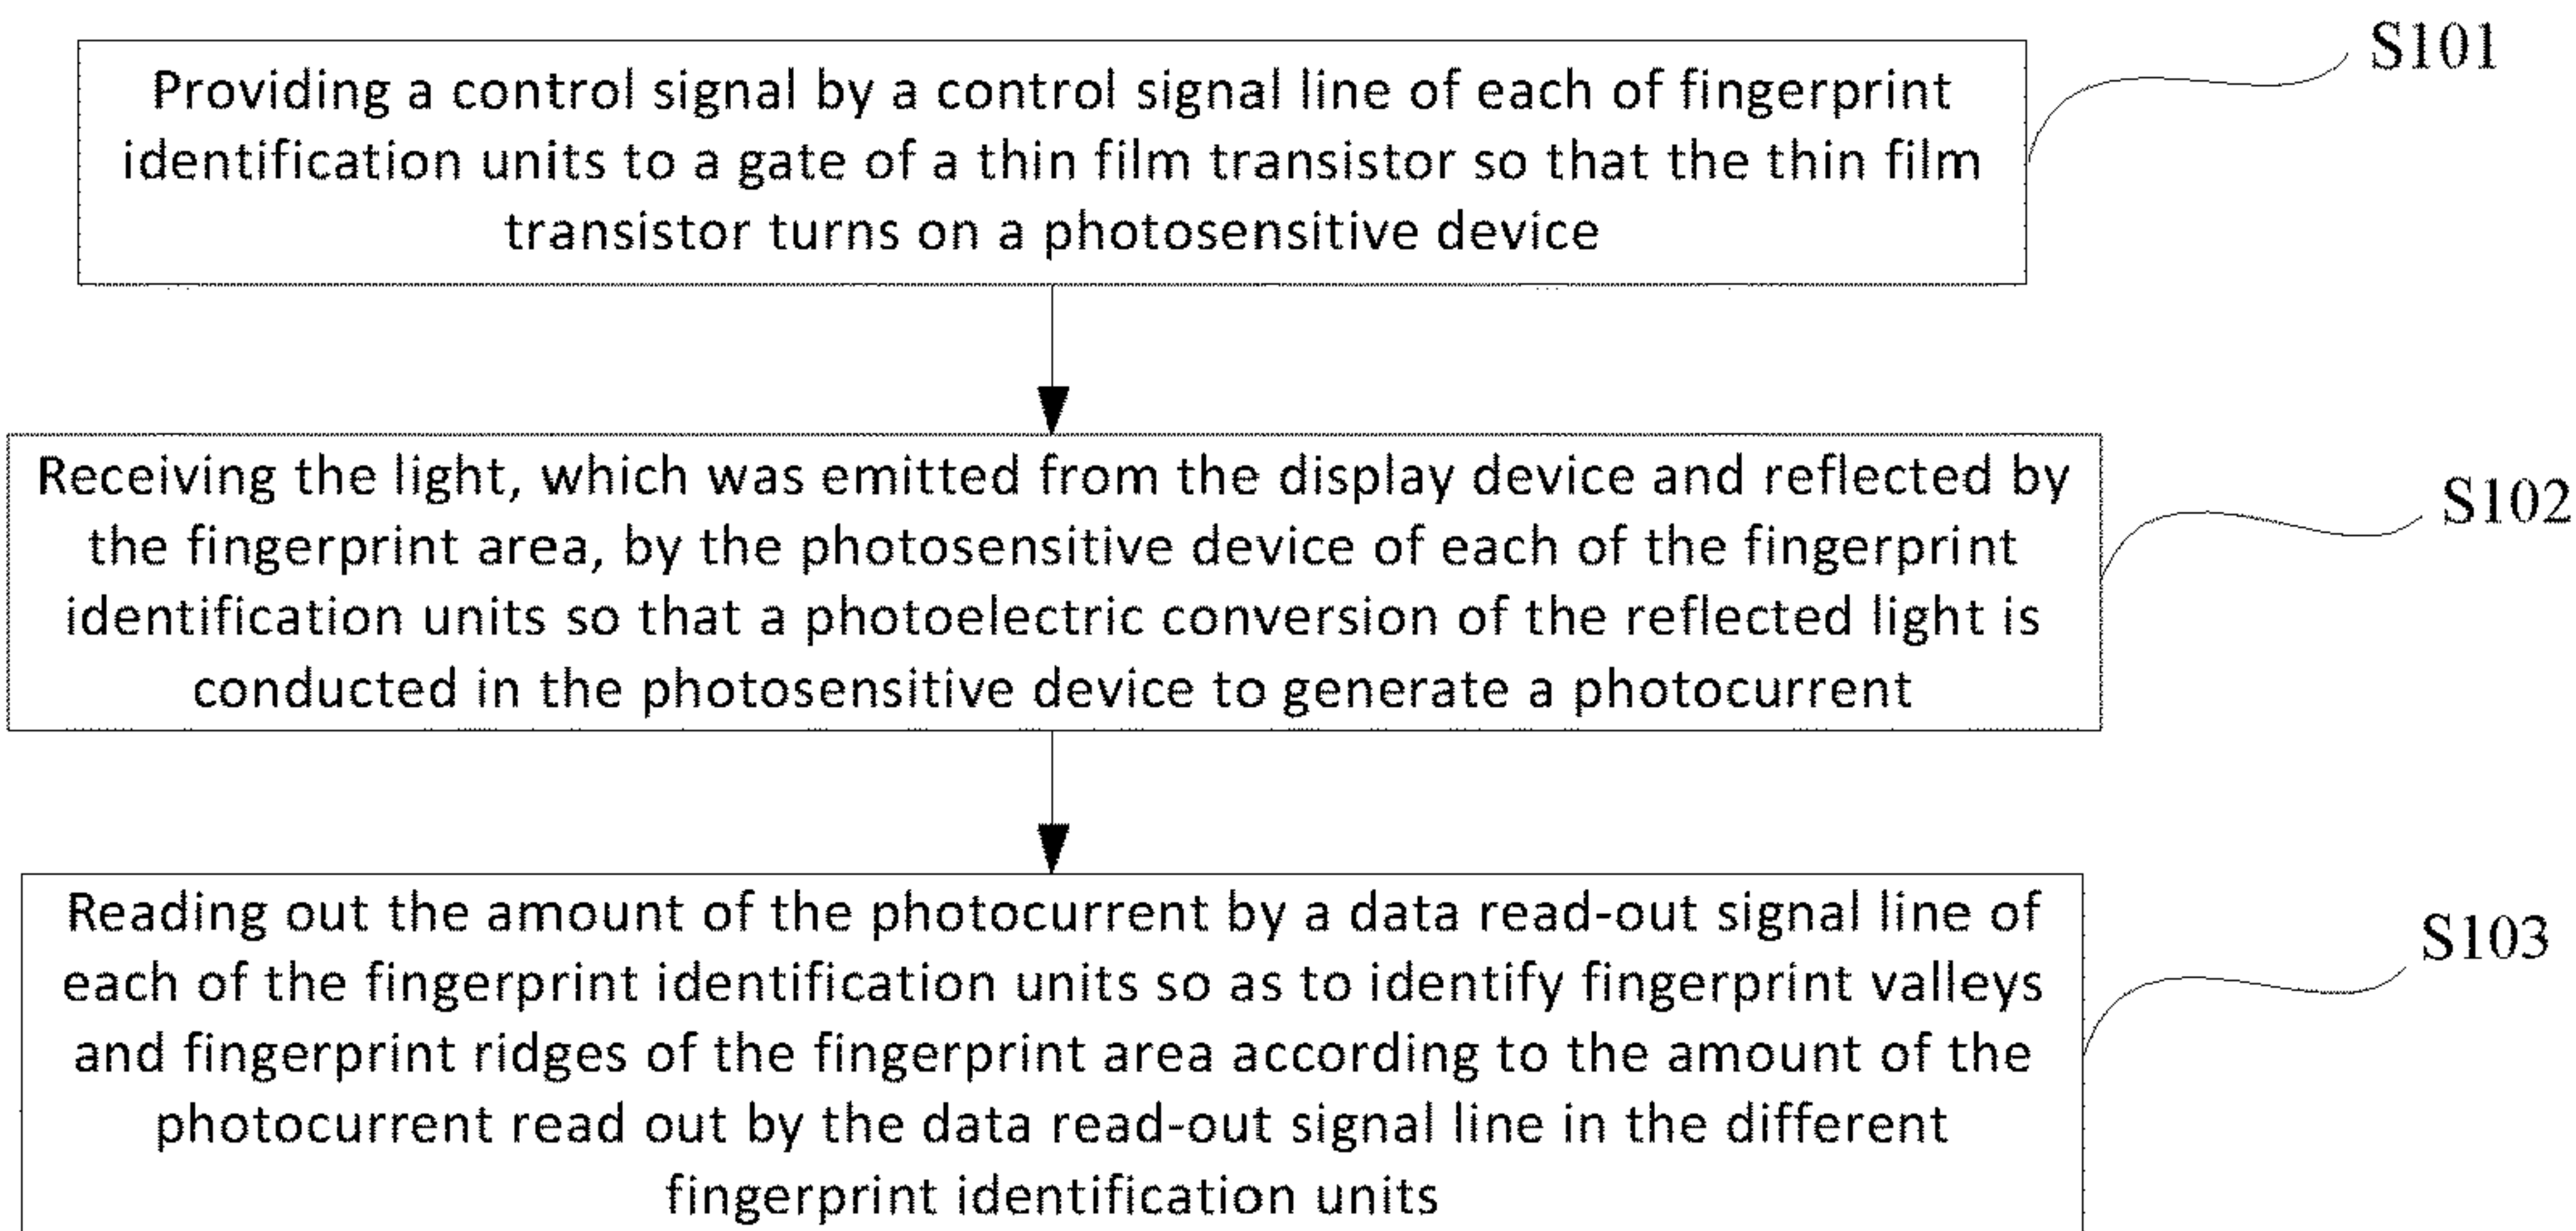 S101
Providing a control signal by a control signal line of each of fingerprint
identification units to a gate of a thin film transistor so that the thin film
transistor turns on a photosensitive device
S102
Receiving the light, which was emitted from the display device and reflected by
the fingerprint area, by the photosensitive device of each of the fingerprint
identification units so that a photoelectric conversion of the reflected light is
conducted in the photosensitive device to generate a photocurrent
S103
Reading out the amount of the photocurrent by a data read-out signal line of
each of the fingerprint identification units so as to identify fingerprint valleys
and fingerprint ridges of the fingerprint area according to the amount of the
photocurrent read out by the data read-out signal line in the different
fingerprint identification units